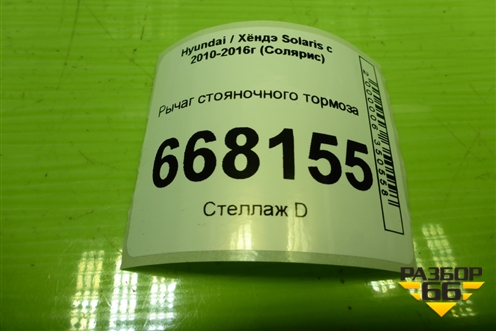 Hyundai / Хёндэ Solaris с
2010-2016г (Солярис)
Рычаг стояночного тормоза
668155
Стеллаж D
РАЗБОР
66